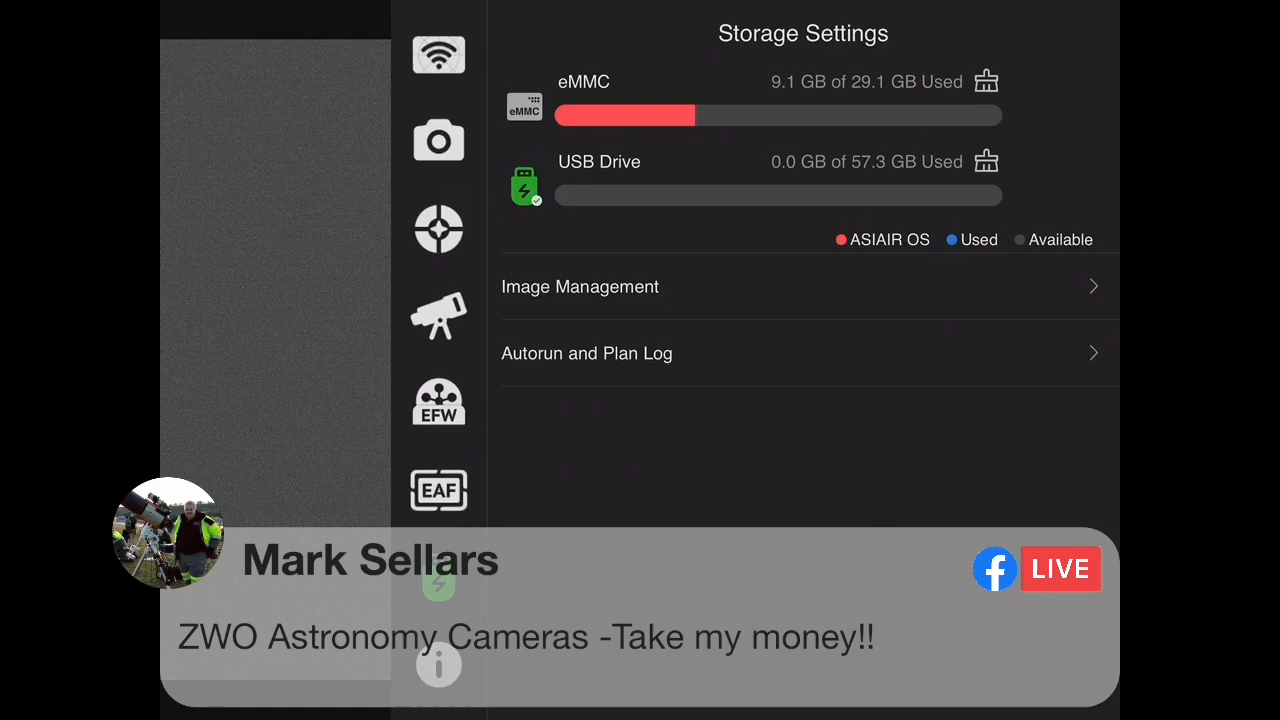 Storage Settings
eMMC
9.1 GB of 29.1 GB Used
eMMC
USB Drive
0.0 GB of 57.3 GB Used
ASIAIR OS
Used
Available
Image Management
Autorun and Plan Log
EFW
EAF
Mark Sellars
LIVE
ZWO Astronomy Cameras -Take my money!!